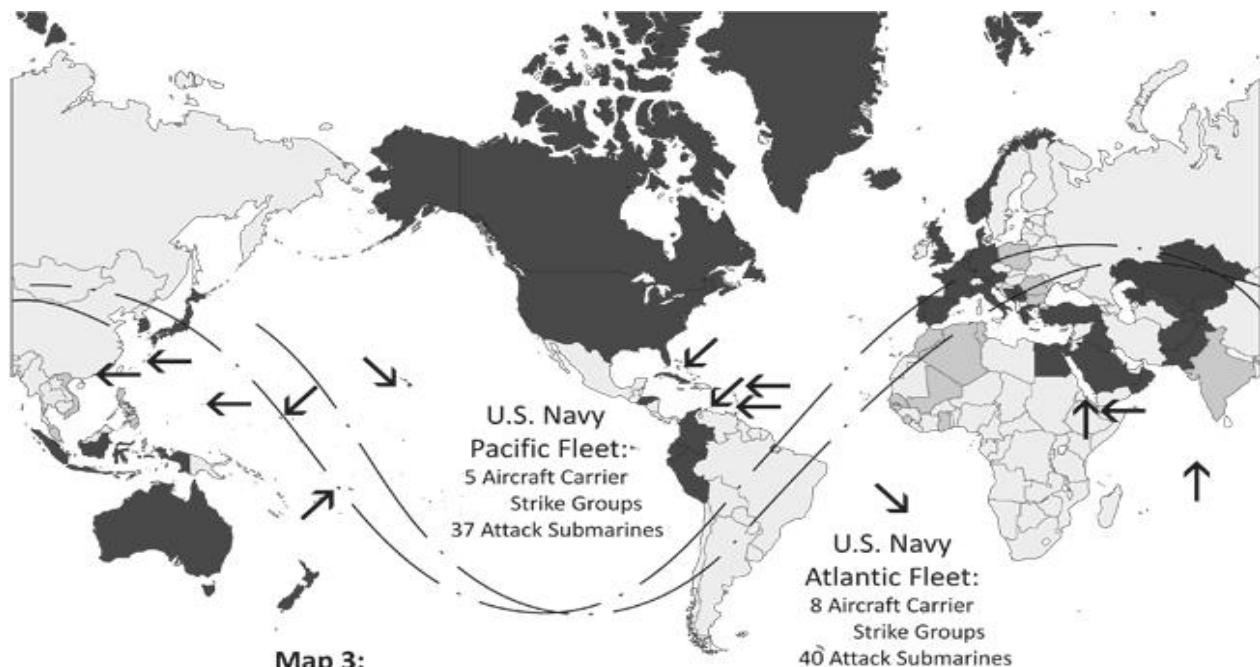 U.S. Navy
Pacific Fleet:
5 Aircraft Carrier
Strike Groups
37 Attack Submarines
U.S. Navy
Atlantic Fleet:
8 Aircraft Carrier
Strike Groups
40 Attack Submarines
Map 3: